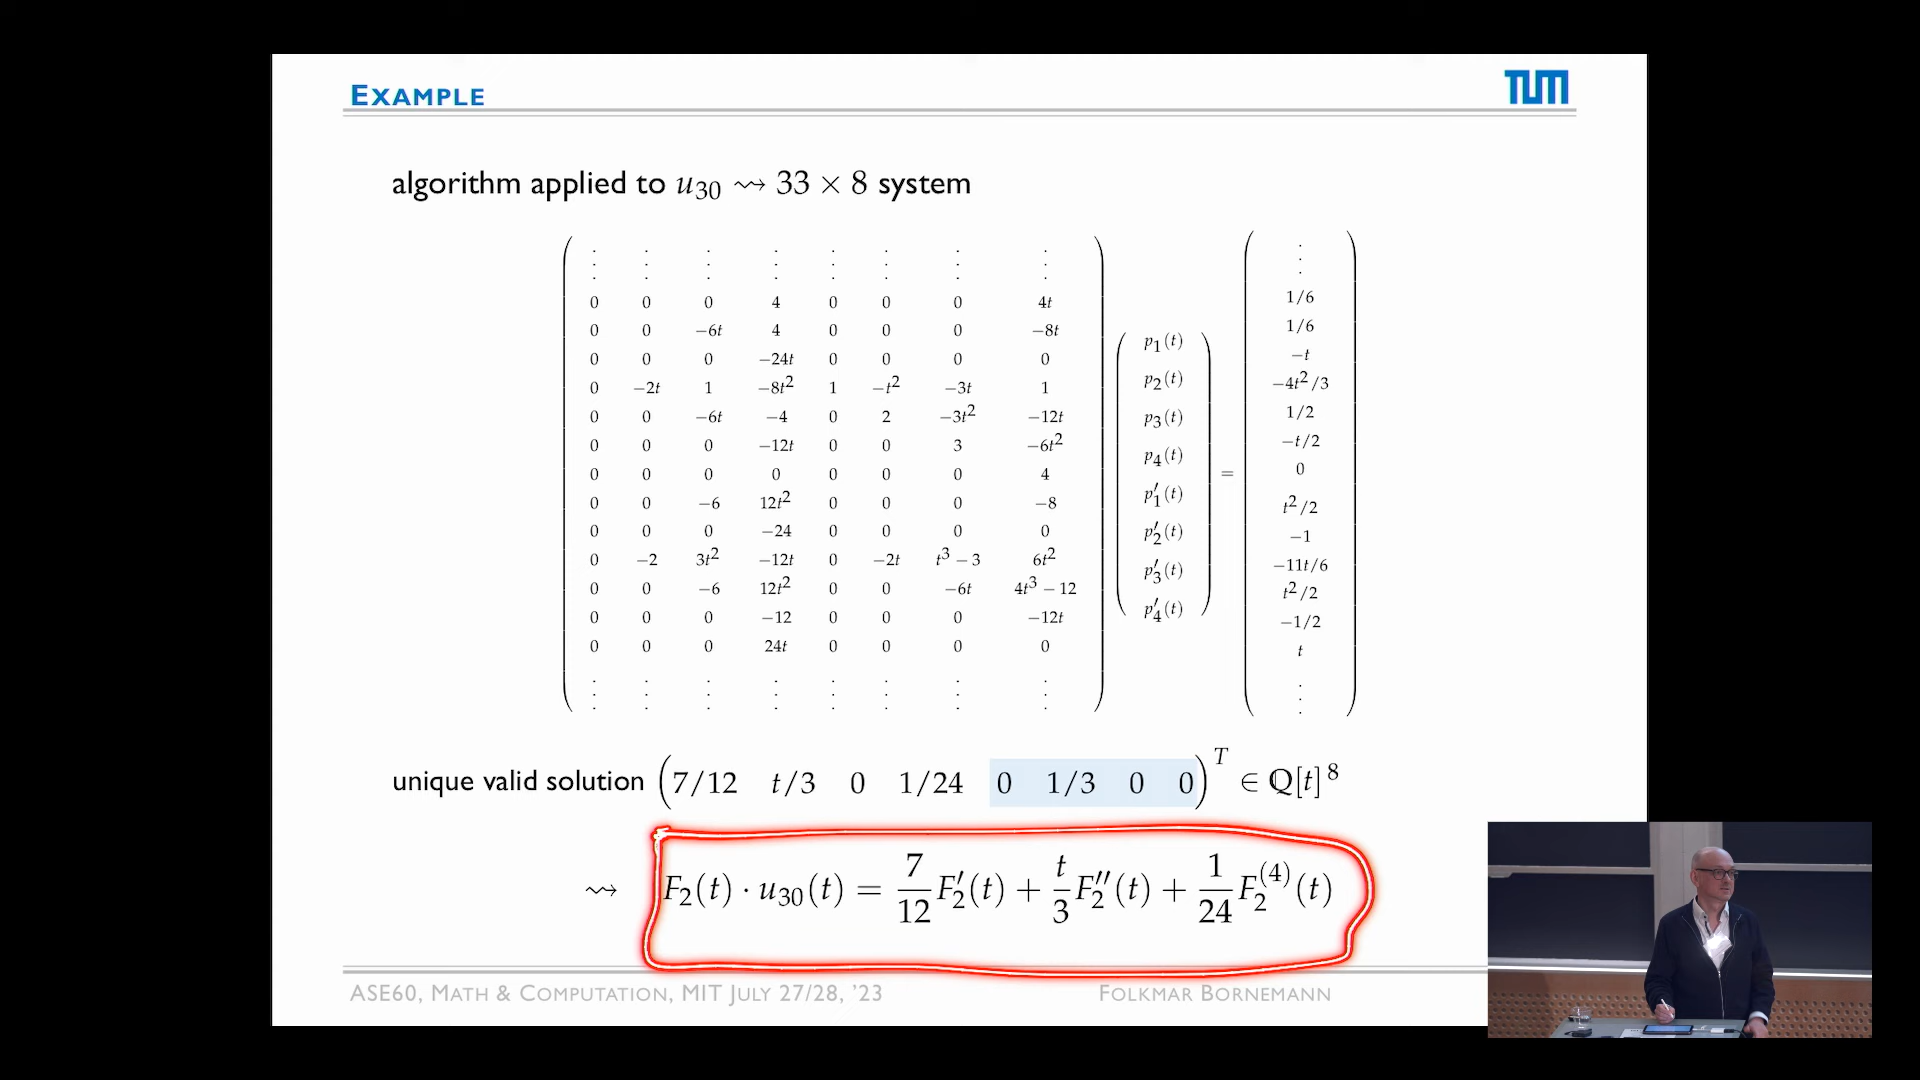 EXAMPLE
TUM
algorithm applied to u₃₀ ⇝ 33 × 8 system
⋮ ⋮ ⋮ ⋮ ⋮ ⋮ ⋮ ⋮
0 0 0 4 0 0 0 4t
0 0 −6t 4 0 0 0 −8t
0 0 0 −24t 0 0 0 0
0 −2t 1 −8t² 1 −t² −3t 1
0 0 −6t −4 0 2 −3t² −12t
0 0 0 −12t 0 0 3 −6t²
0 0 0 0 0 0 0 4
0 0 −6 12t² 0 0 0 −8
0 0 0 −24 0 0 0 0
0 −2 3t² −12t 0 −2t t³ − 3 6t²
0 0 −6 12t² 0 0 −6t 4t³ − 12
0 0 0 −12 0 0 0 −12t
0 0 0 24t 0 0 0 0
⋮ ⋮ ⋮ ⋮ ⋮ ⋮ ⋮ ⋮
p₁(t)
p₂(t)
p₃(t)
p₄(t)
p′₁(t)
p′₂(t)
p′₃(t)
p′₄(t)
=
⋮
1/6
1/6
−t
−4t²/3
1/2
−t/2
0
t²/2
−1
−11t/6
t²/2
−1/2
t
⋮
unique valid solution (7/12 t/3 0 1/24 0 1/3 0 0)ᵀ ∈ ℚ[t]⁸
⇝ F₂(t) · u₃₀(t) = 7/12 F₂′(t) + t/3 F₂″(t) + 1/24 F₂⁽⁴⁾(t)
ASE60, MATH & COMPUTATION, MIT JULY 27/28, '23
FOLKMAR BORNEMANN